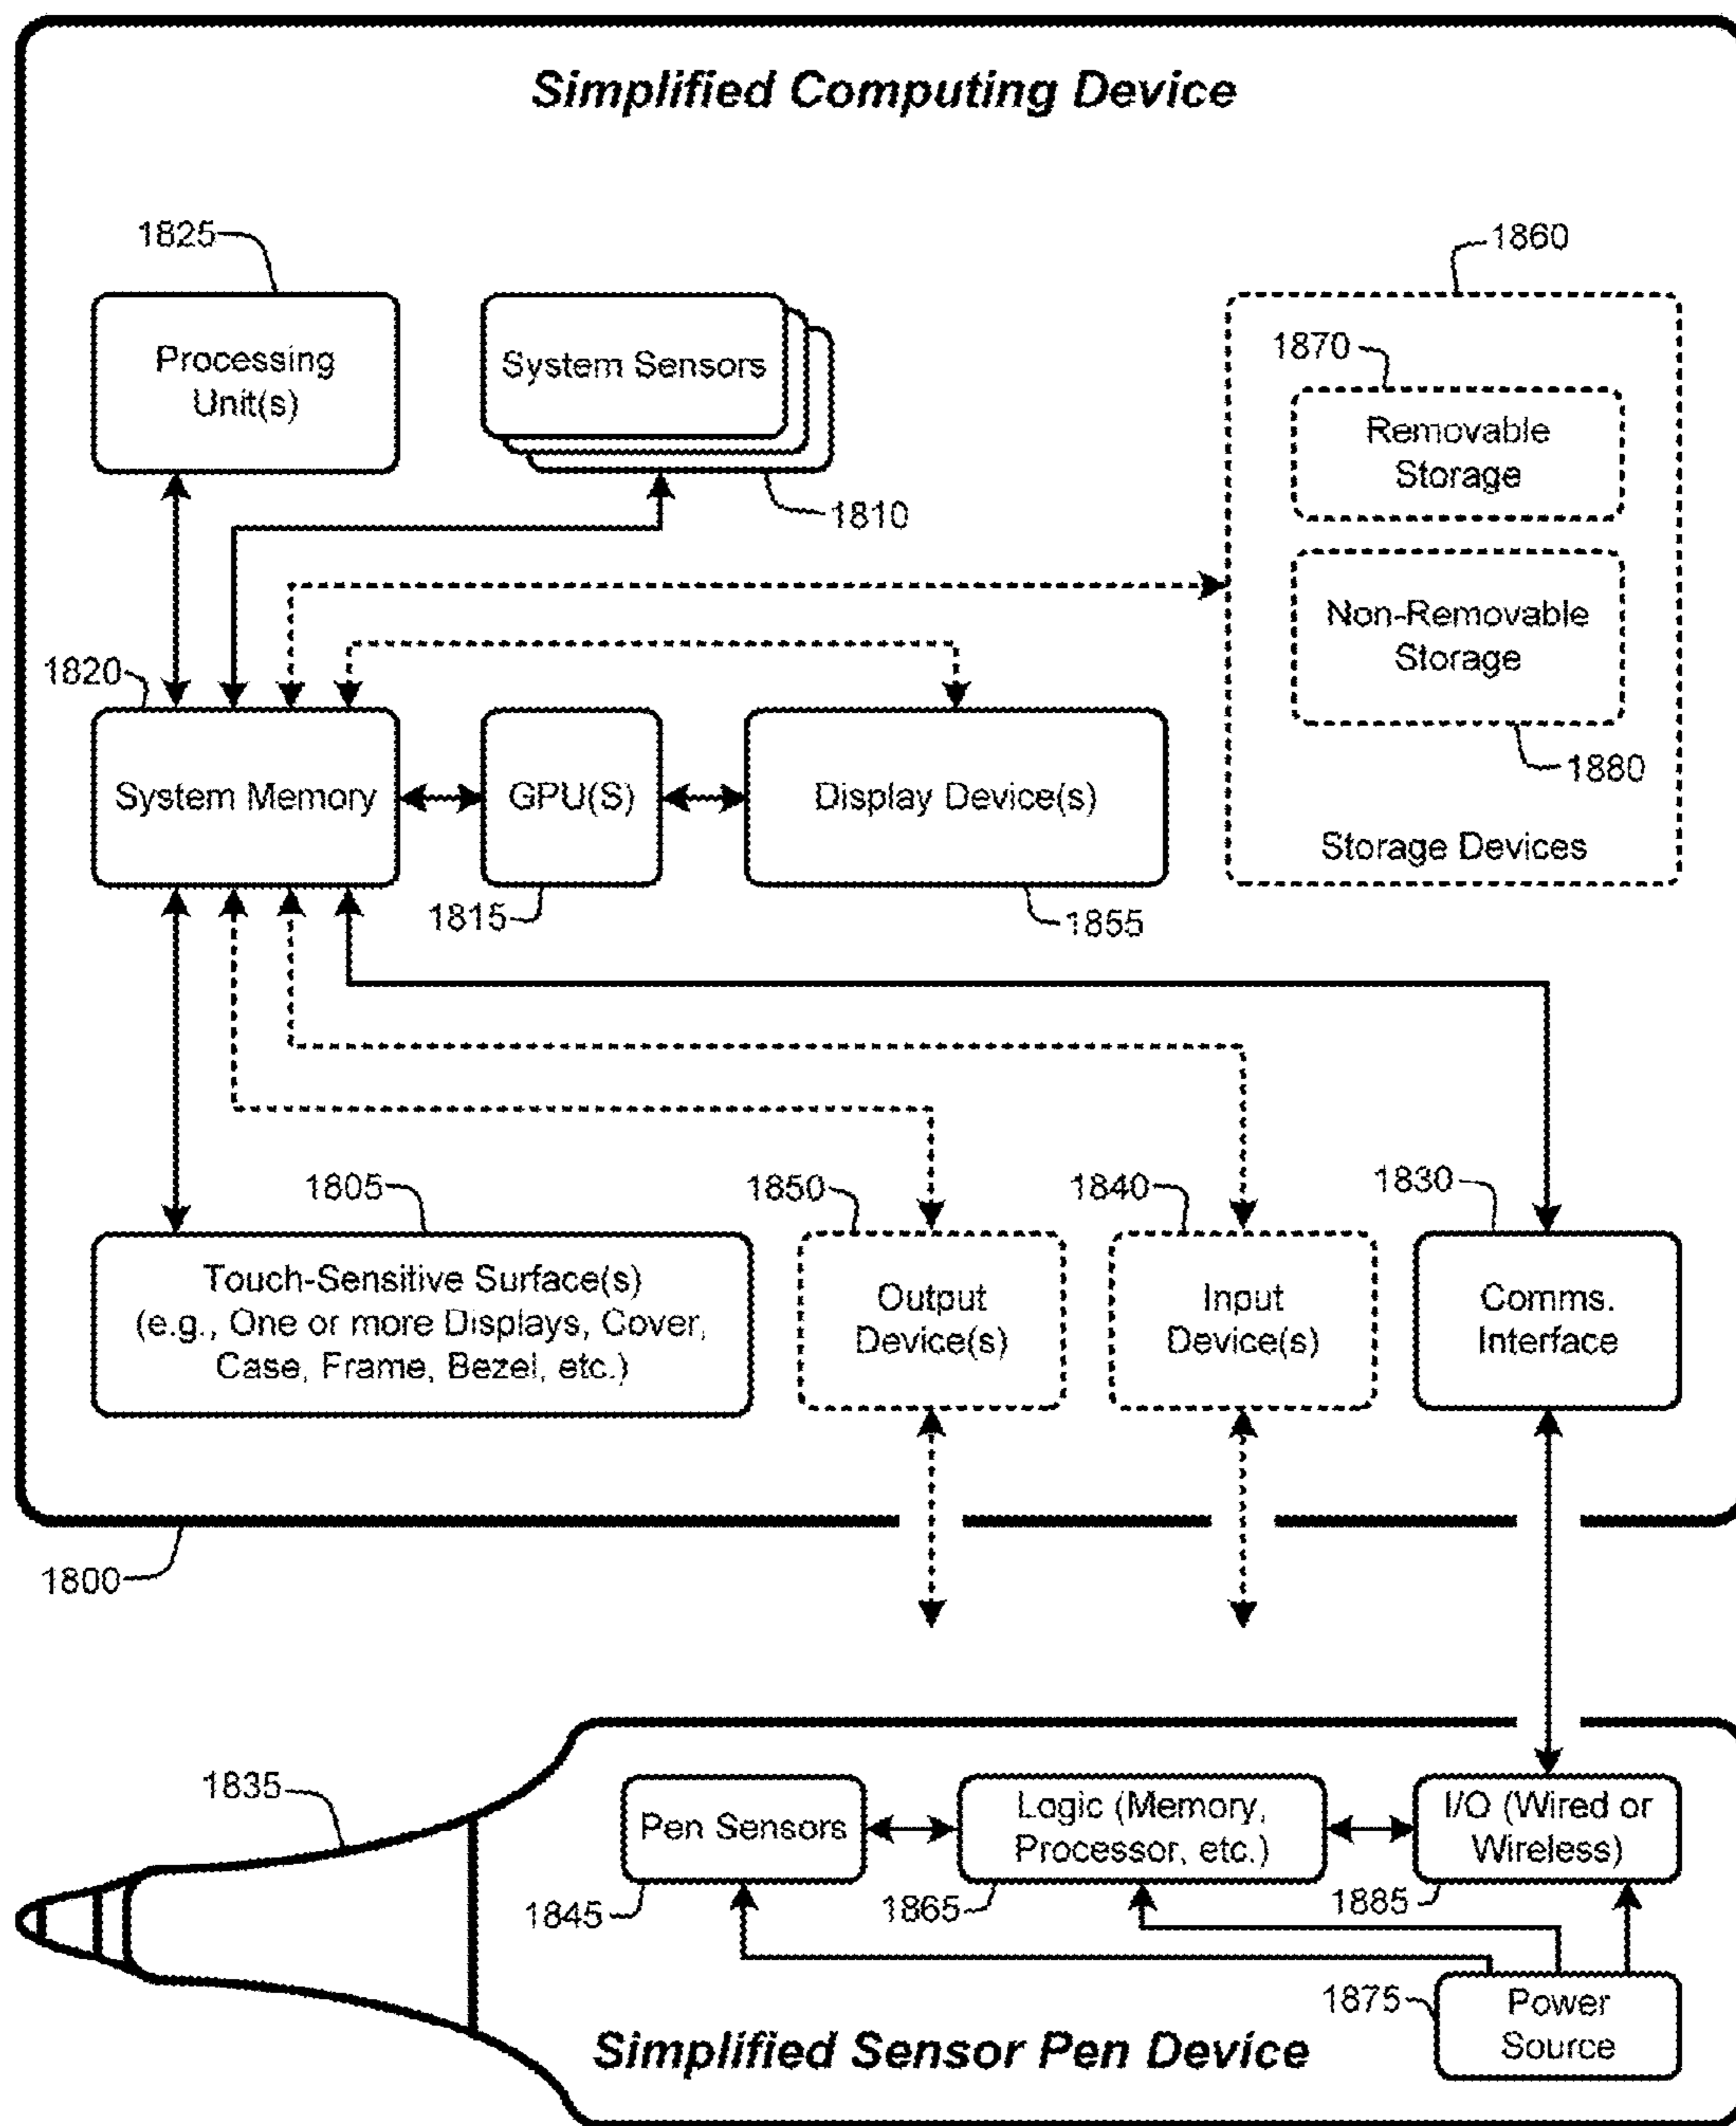 Simplified Computing Device
1825
1860
Processing
Unit(s)
System Sensors
1870
Removable
Storage
1810
Non-Removable
Storage
1820
1880
System Memory
GPU(S)
Display Device(s)
Storage Devices
1815
1855
1805
1850
1840
1830
Touch-Sensitive Surface(s)
(e.g., One or more Displays, Cover,
Case, Frame, Bezel, etc.)
Output
Device(s)
Input
Device(s)
Comms.
Interface
1800
1835
Pen Sensors
Logic (Memory,
Processor, etc.)
I/O (Wired or
Wireless)
1845
1865
1885
1875
Power
Source
Simplified Sensor Pen Device